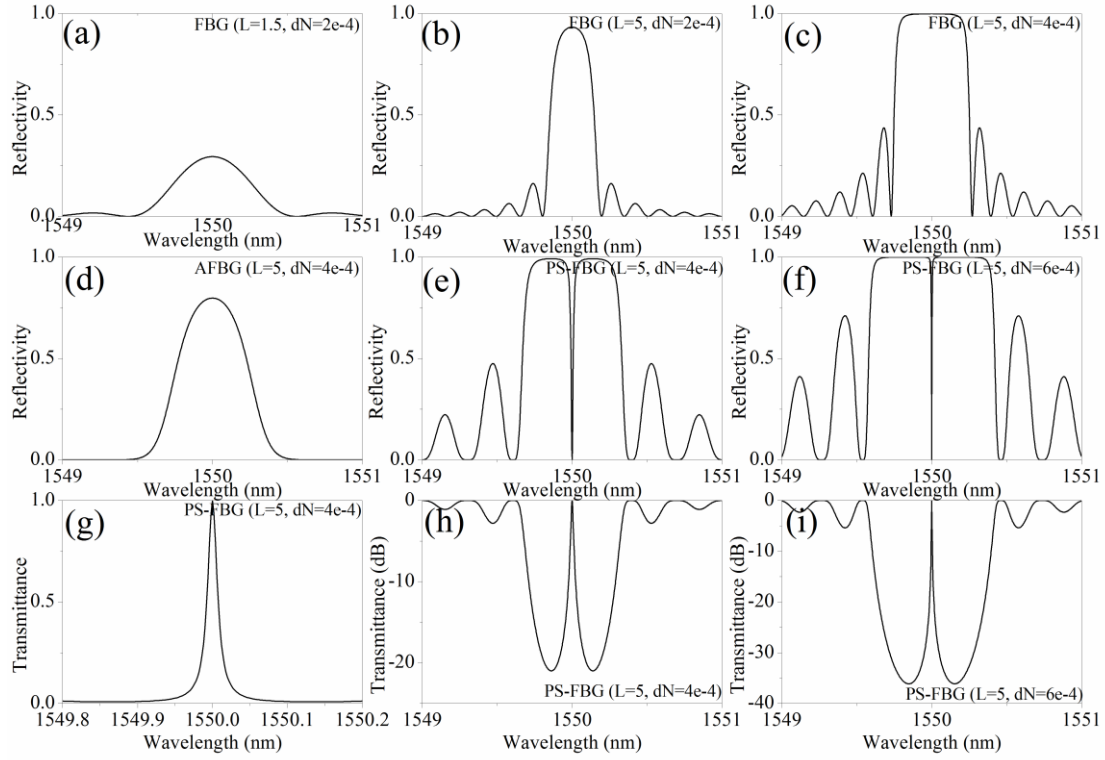 (a)
FBG (L=1.5, dN=2e-4)
1.0
0.5
0.0
Reflectivity
1549
1550
1551
Wavelength (nm)
(b)
FBG (L=5, dN=2e-4)
1.0
0.5
0.0
Reflectivity
1549
1550
1551
Wavelength (nm)
(c)
FBG (L=5, dN=4e-4)
1.0
0.5
0.0
Reflectivity
1549
1550
1551
Wavelength (nm)
(d)
AFBG (L=5, dN=4e-4)
1.0
0.5
0.0
Reflectivity
1549
1550
1551
Wavelength (nm)
(e)
PS-FBG (L=5, dN=4e-4)
1.0
0.5
0.0
Reflectivity
1549
1550
1551
Wavelength (nm)
(f)
PS-FBG (L=5, dN=6e-4)
1.0
0.5
0.0
Reflectivity
1549
1550
1551
Wavelength (nm)
(g)
PS-FBG (L=5, dN=4e-4)
1.0
0.5
0.0
Transmittance
1549.8
1549.9
1550.0
1550.1
1550.2
Wavelength (nm)
(h)
0
-10
-20
Transmittance (dB)
PS-FBG (L=5, dN=4e-4)
1549
1550
1551
Wavelength (nm)
(i)
0
-10
-20
-30
-40
Transmittance (dB)
PS-FBG (L=5, dN=6e-4)
1549
1550
1551
Wavelength (nm)